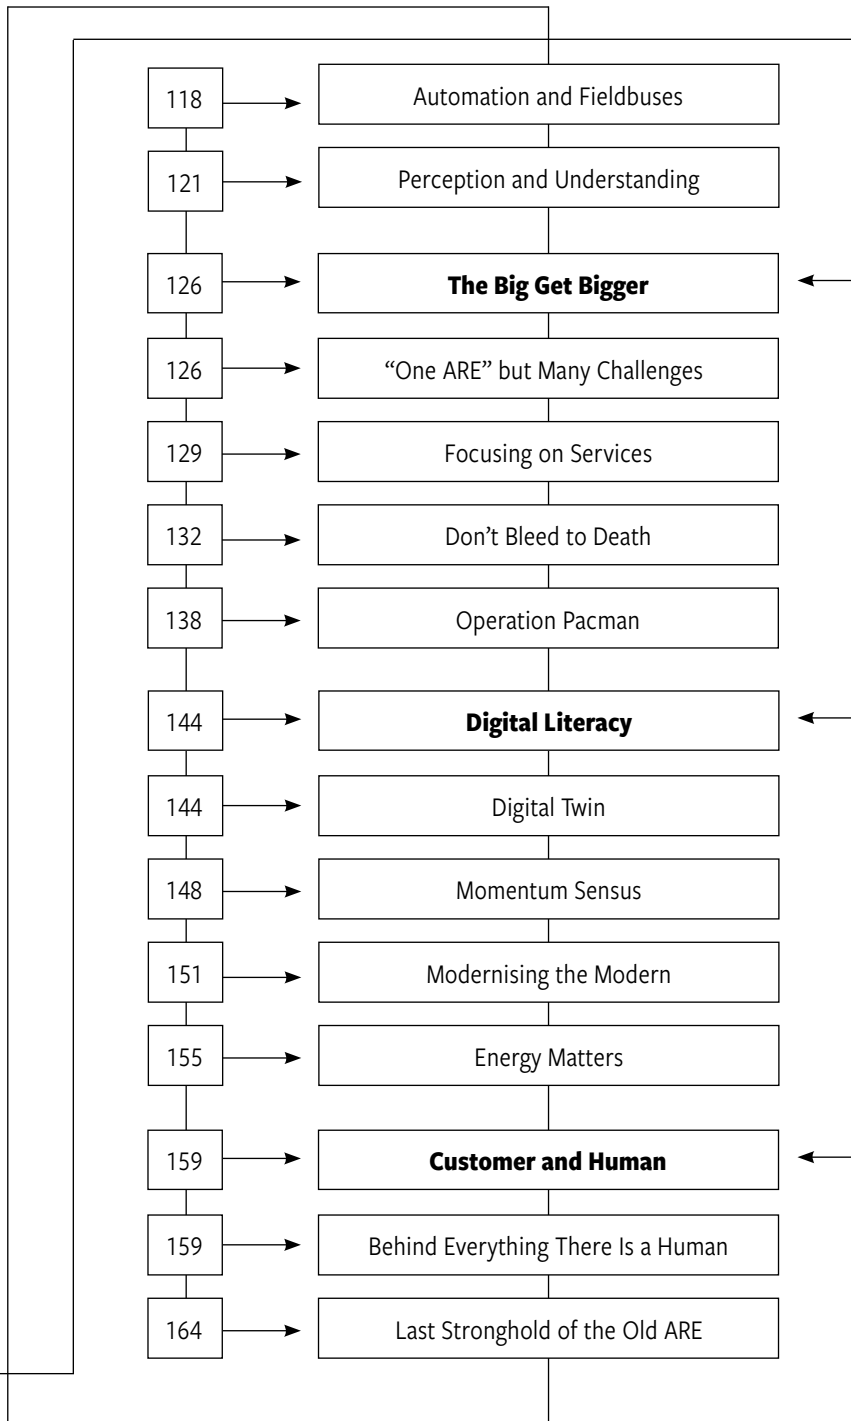 118 Automation and Fieldbuses
121 Perception and Understanding
126 The Big Get Bigger
126 “One ARE” but Many Challenges
129 Focusing on Services
132 Don’t Bleed to Death
138 Operation Pacman
144 Digital Literacy
144 Digital Twin
148 Momentum Sensus
151 Modernising the Modern
155 Energy Matters
159 Customer and Human
159 Behind Everything There Is a Human
164 Last Stronghold of the Old ARE